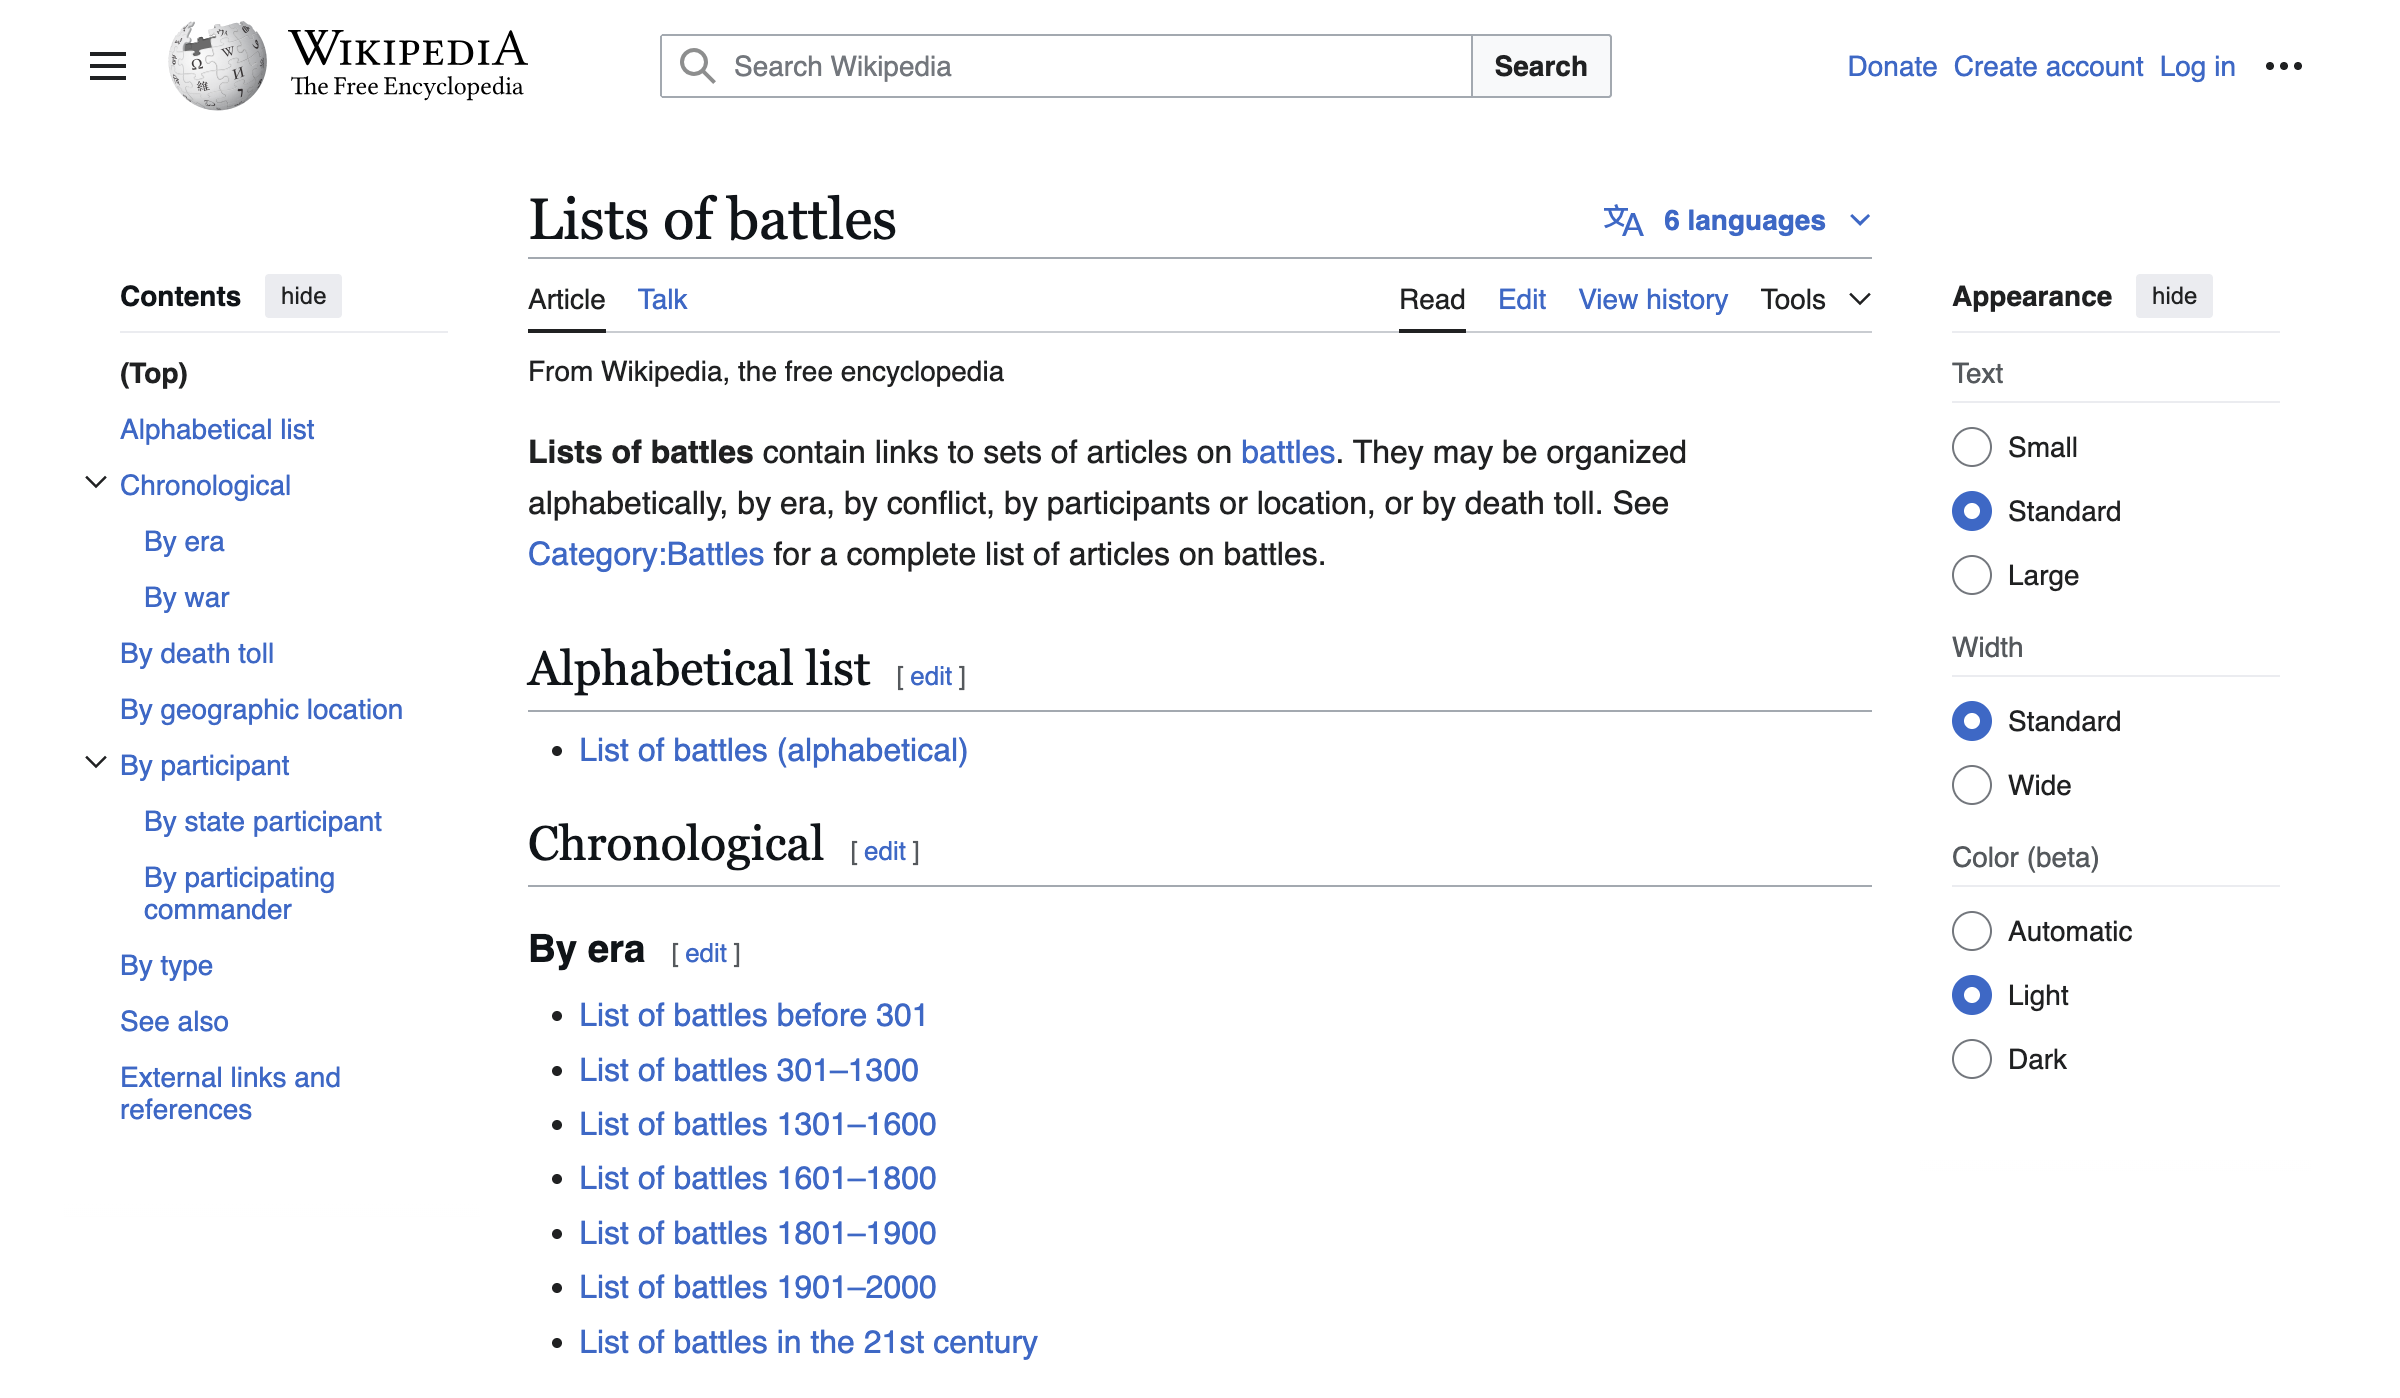 WIKIPEDIA
The Free Encyclopedia
Search Wikipedia
Search
Donate Create account Log in
Contents hide
(Top)
Alphabetical list
Chronological
By era
By war
By death toll
By geographic location
By participant
By state participant
By participating
commander
By type
See also
External links and
references
Lists of battles
6 languages
Article Talk
Read Edit View history Tools
From Wikipedia, the free encyclopedia
Lists of battles contain links to sets of articles on battles. They may be organized
alphabetically, by era, by conflict, by participants or location, or by death toll. See
Category:Battles for a complete list of articles on battles.
Alphabetical list [ edit ]
• List of battles (alphabetical)
Chronological [ edit ]
By era [ edit ]
• List of battles before 301
• List of battles 301–1300
• List of battles 1301–1600
• List of battles 1601–1800
• List of battles 1801–1900
• List of battles 1901–2000
• List of battles in the 21st century
Appearance hide
Text
Small
Standard
Large
Width
Standard
Wide
Color (beta)
Automatic
Light
Dark